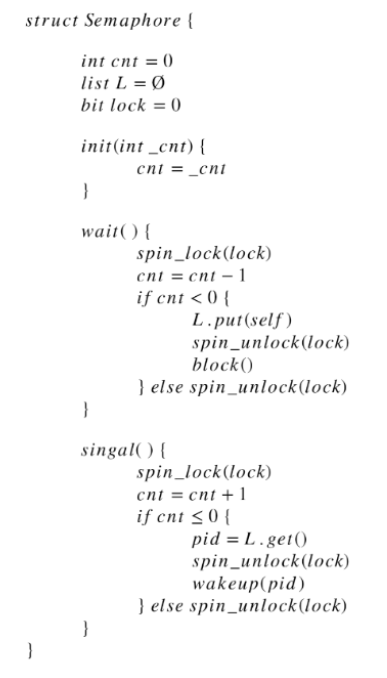 struct Semaphore {
int cnt = 0
list L = Ø
bit lock = 0
init(int _cnt) {
cnt = _cnt
}
wait( ) {
spin_lock(lock)
cnt = cnt − 1
if cnt < 0 {
L.put(self)
spin_unlock(lock)
block()
} else spin_unlock(lock)
}
singal( ) {
spin_lock(lock)
cnt = cnt + 1
if cnt ≤ 0 {
pid = L.get()
spin_unlock(lock)
wakeup(pid)
} else spin_unlock(lock)
}
}